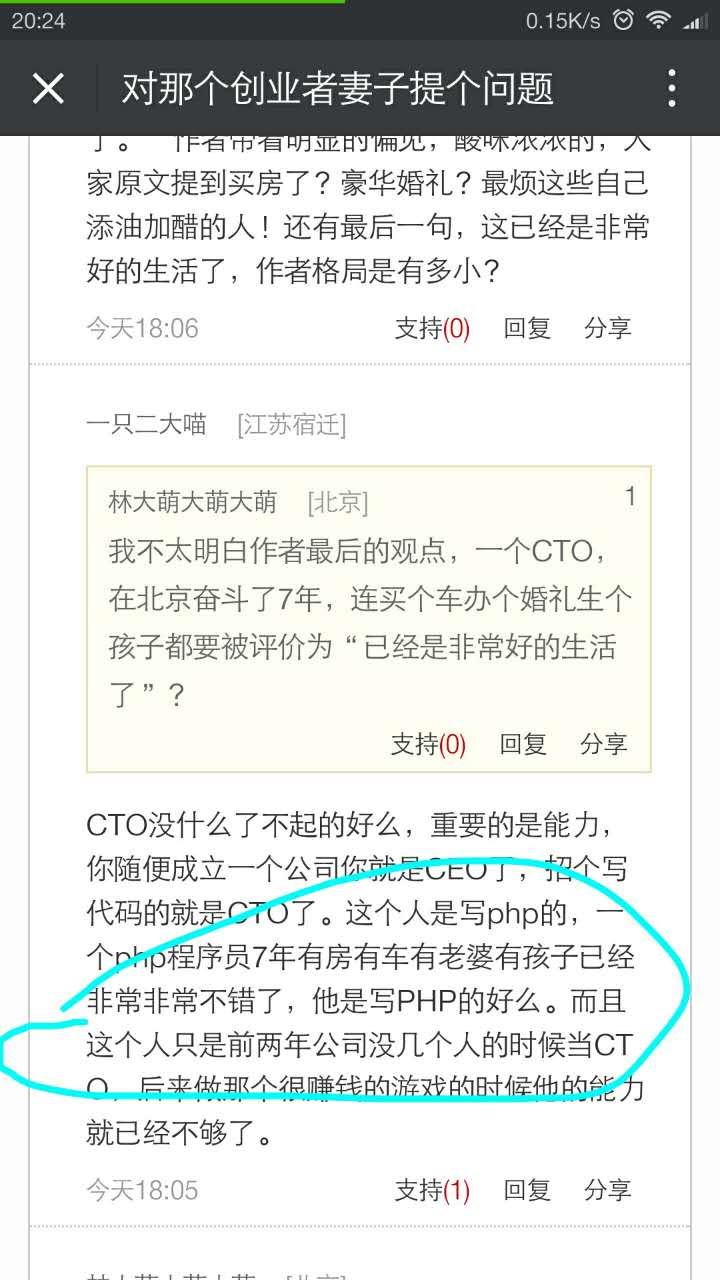 20:24 0.15K/s
对那个创业者妻子提个问题
了。 作者带着明显的偏见，酸味浓浓的，大
家原文提到买房了？豪华婚礼？最烦这些自己
添油加醋的人！还有最后一句，这已经是非常
好的生活了，作者格局是有多小？
今天18:06 支持(0) 回复 分享
一只二大喵 [江苏宿迁]
林大萌大萌大萌 [北京] 1
我不太明白作者最后的观点，一个CTO，
在北京奋斗了7年，连买个车办个婚礼生个
孩子都要被评价为“已经是非常好的生活
了”？
支持(0) 回复 分享
CTO没什么了不起的好么，重要的是能力，
你随便成立一个公司你就是CEO了，招个写
代码的就是CTO了。这个人是写php的，一
个php程序员7年有房有车有老婆有孩子已经
非常非常不错了，他是写PHP的好么。而且
这个人只是前两年公司没几个人的时候当CT
O，后来做那个很赚钱的游戏的时候他的能力
就已经不够了。
今天18:05 支持(1) 回复 分享